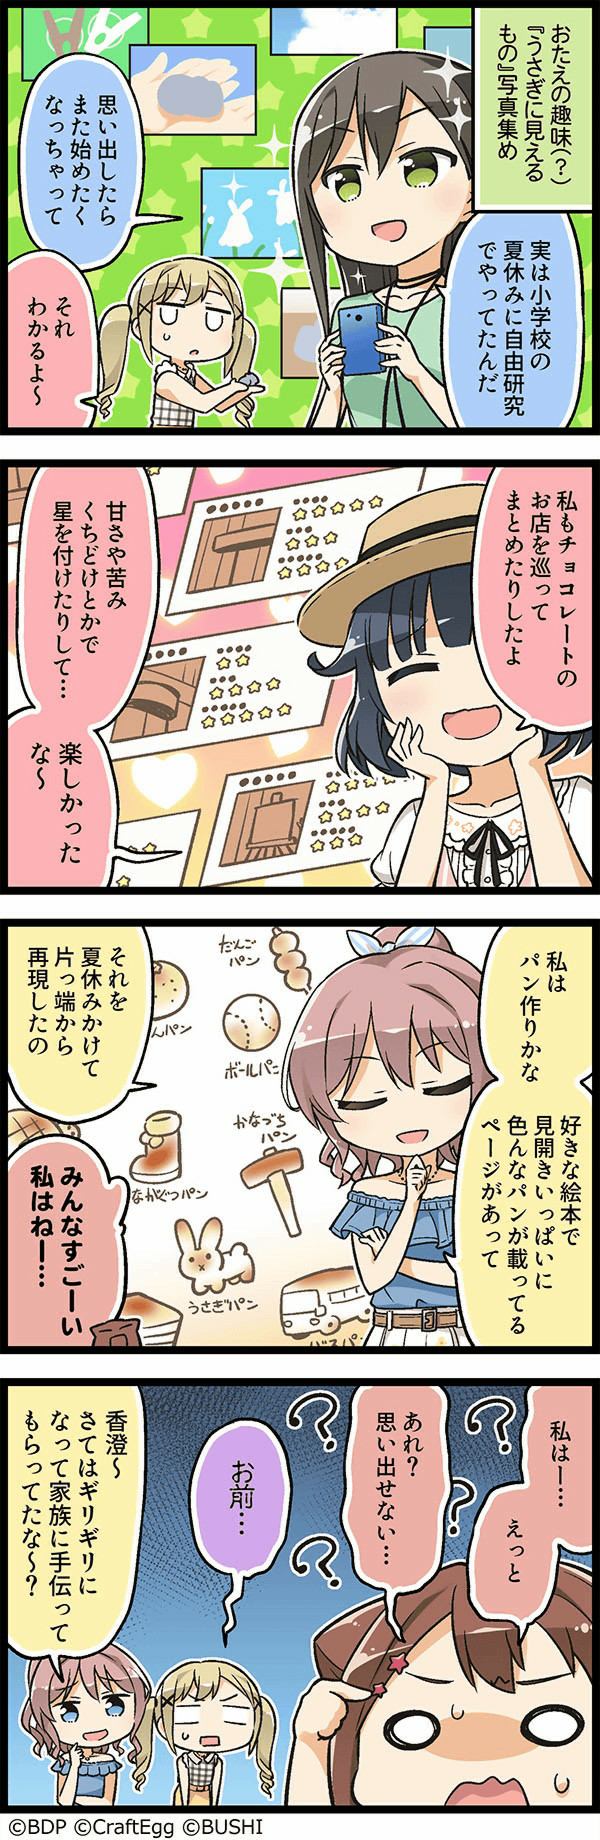 おたえの趣味(?)
『うさぎに見える
もの』写真集め
実は小学校の
夏休みに自由研究
でやってたんだ
思い出したら
また始めたく
なっちゃって
それ
わかるよ～
私もチョコレートの
お店を巡って
まとめたりしたよ
甘さや苦み
くちどけとかで
星を付けたりして…
楽しかった
な～
私は
パン作りかな
好きな絵本で
見開きいっぱいに
色んなパンが載ってる
ページがあって
だんご
パン
ボールパン
んパン
かなづち
パン
ながぐつパン
うさぎパン
バスパン
それを
夏休みかけて
片っ端から
再現したの
みんなすごーい
私はねー…
私はー…
えっと
あれ?
思い出せない…
お前…
香澄～
さてはギリギリに
なって家族に手伝って
もらってたな～?
©BDP ©CraftEgg ©BUSHI